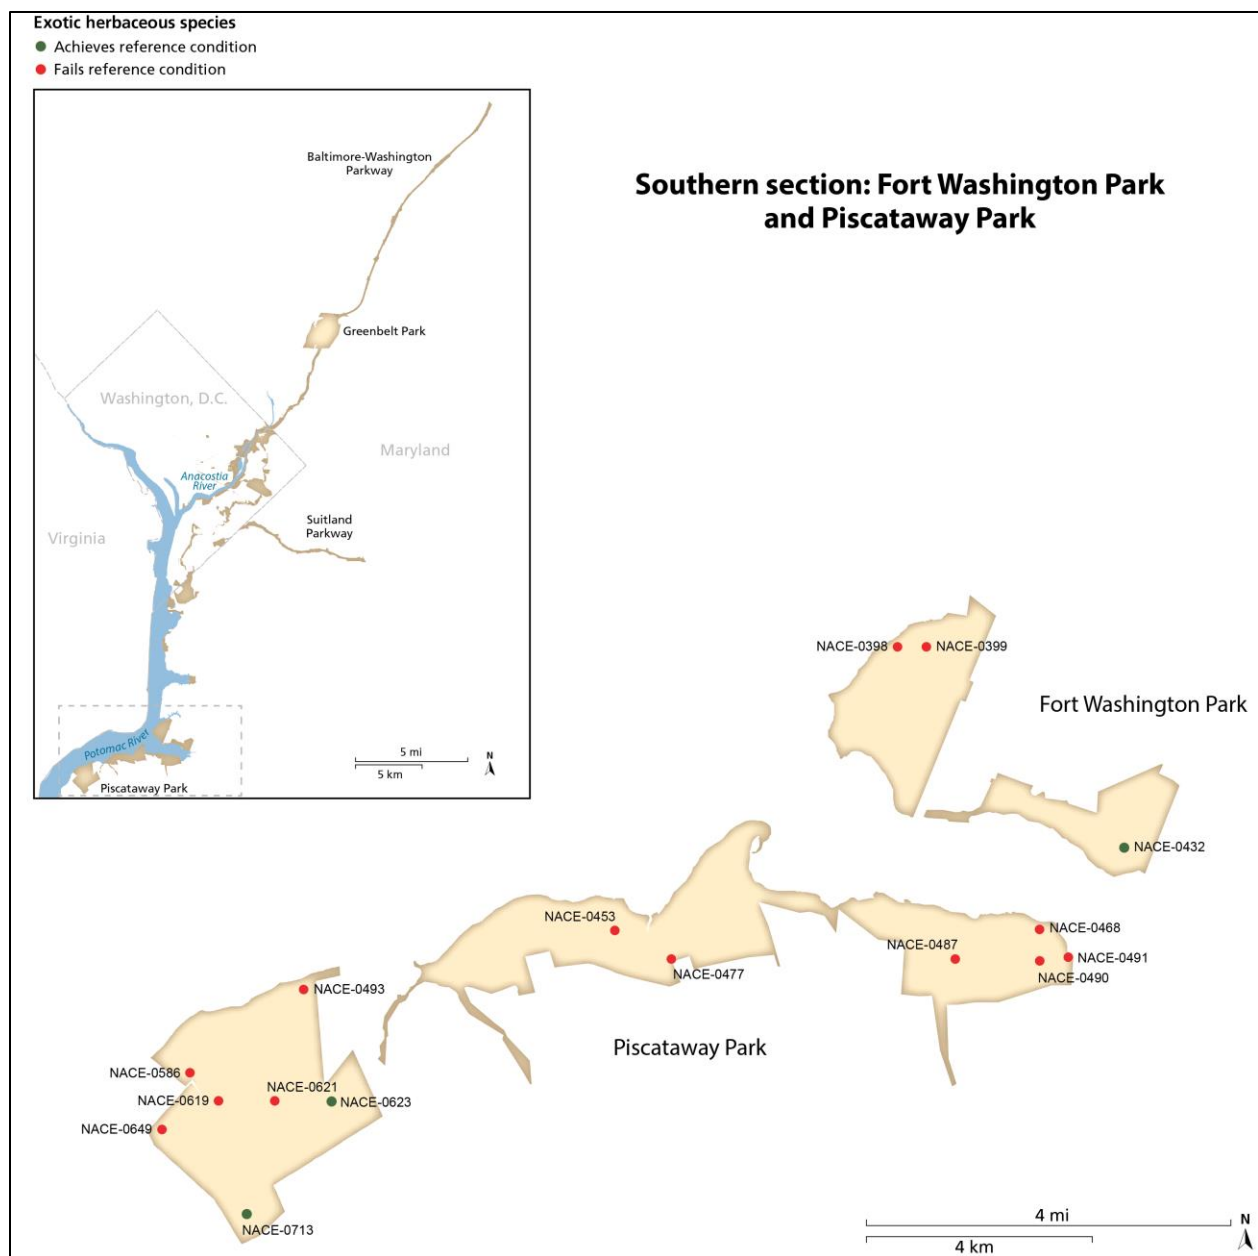 Exotic herbaceous species
Achieves reference condition
Fails reference condition
Baltimore-Washington
Parkway
Greenbelt Park
Washington, D.C.
Maryland
Anacostia
River
Suitland
Parkway
Virginia
Potomac River
Piscataway Park
5 mi
5 km
N
Southern section: Fort Washington Park
and Piscataway Park
NACE-0398
NACE-0399
Fort Washington Park
NACE-0432
NACE-0453
NACE-0477
NACE-0487
NACE-0468
NACE-0491
NACE-0490
NACE-0493
Piscataway Park
NACE-0586
NACE-0621
NACE-0619
NACE-0623
NACE-0649
NACE-0713
4 mi
4 km
N